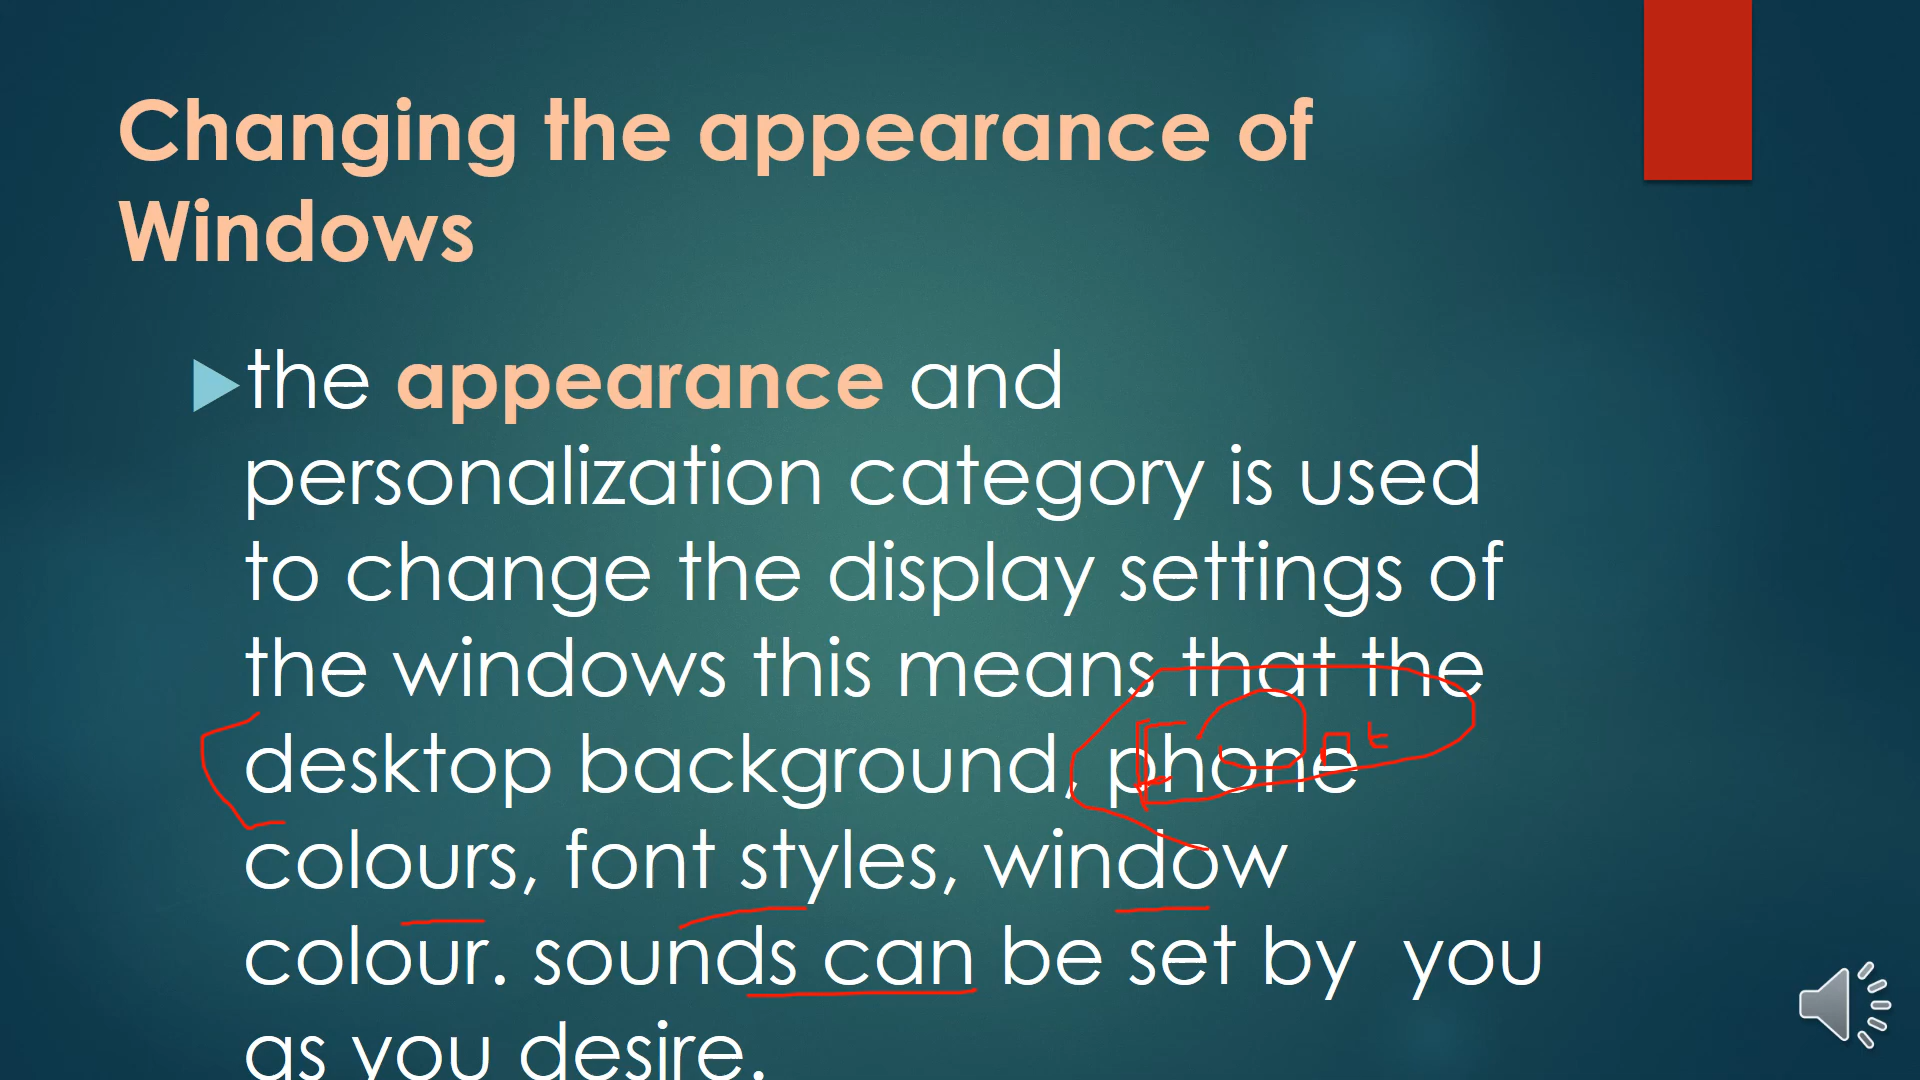 Changing the appearance of
Windows
the appearance and
personalization category is used
to change the display settings of
the windows this means that the
desktop background, phone
colours, font styles, window
colour. sounds can be set by  you
as you desire.